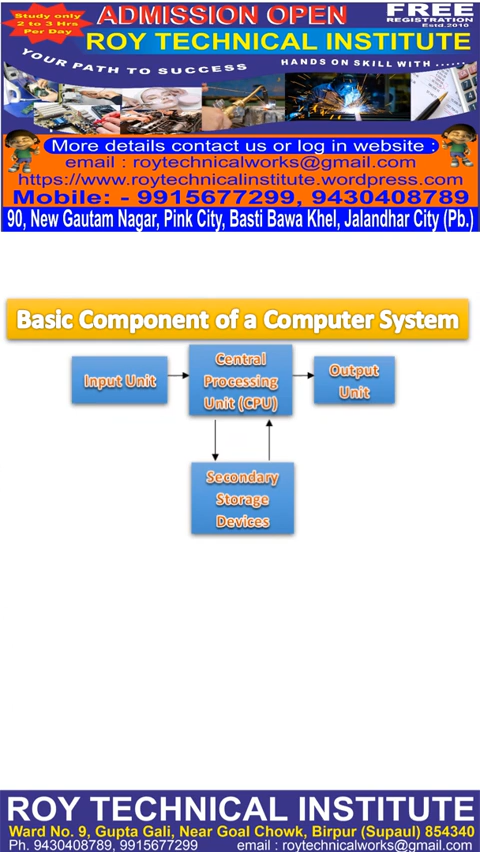 Study only
2 to 3 Hrs
Per Day
ADMISSION OPEN
FREE
REGISTRATION
Estd.2010
ROY TECHNICAL INSTITUTE
YOUR PATH TO SUCCESS
HANDS ON SKILL WITH ......
More details contact us or log in website :
email : roytechnicalworks@gmail.com
https://www.roytechnicalinstitute.wordpress.com
Mobile: - 9915677299, 9430408789
90, New Gautam Nagar, Pink City, Basti Bawa Khel, Jalandhar City (Pb.)
Basic Component of a Computer System
Input Unit
Central
Processing
Unit (CPU)
Output
Unit
Secondary
Storage
Devices
ROY TECHNICAL INSTITUTE
Ward No. 9, Gupta Gali, Near Goal Chowk, Birpur (Supaul) 854340
Ph. 9430408789, 9915677299 email : roytechnicalworks@gmail.com